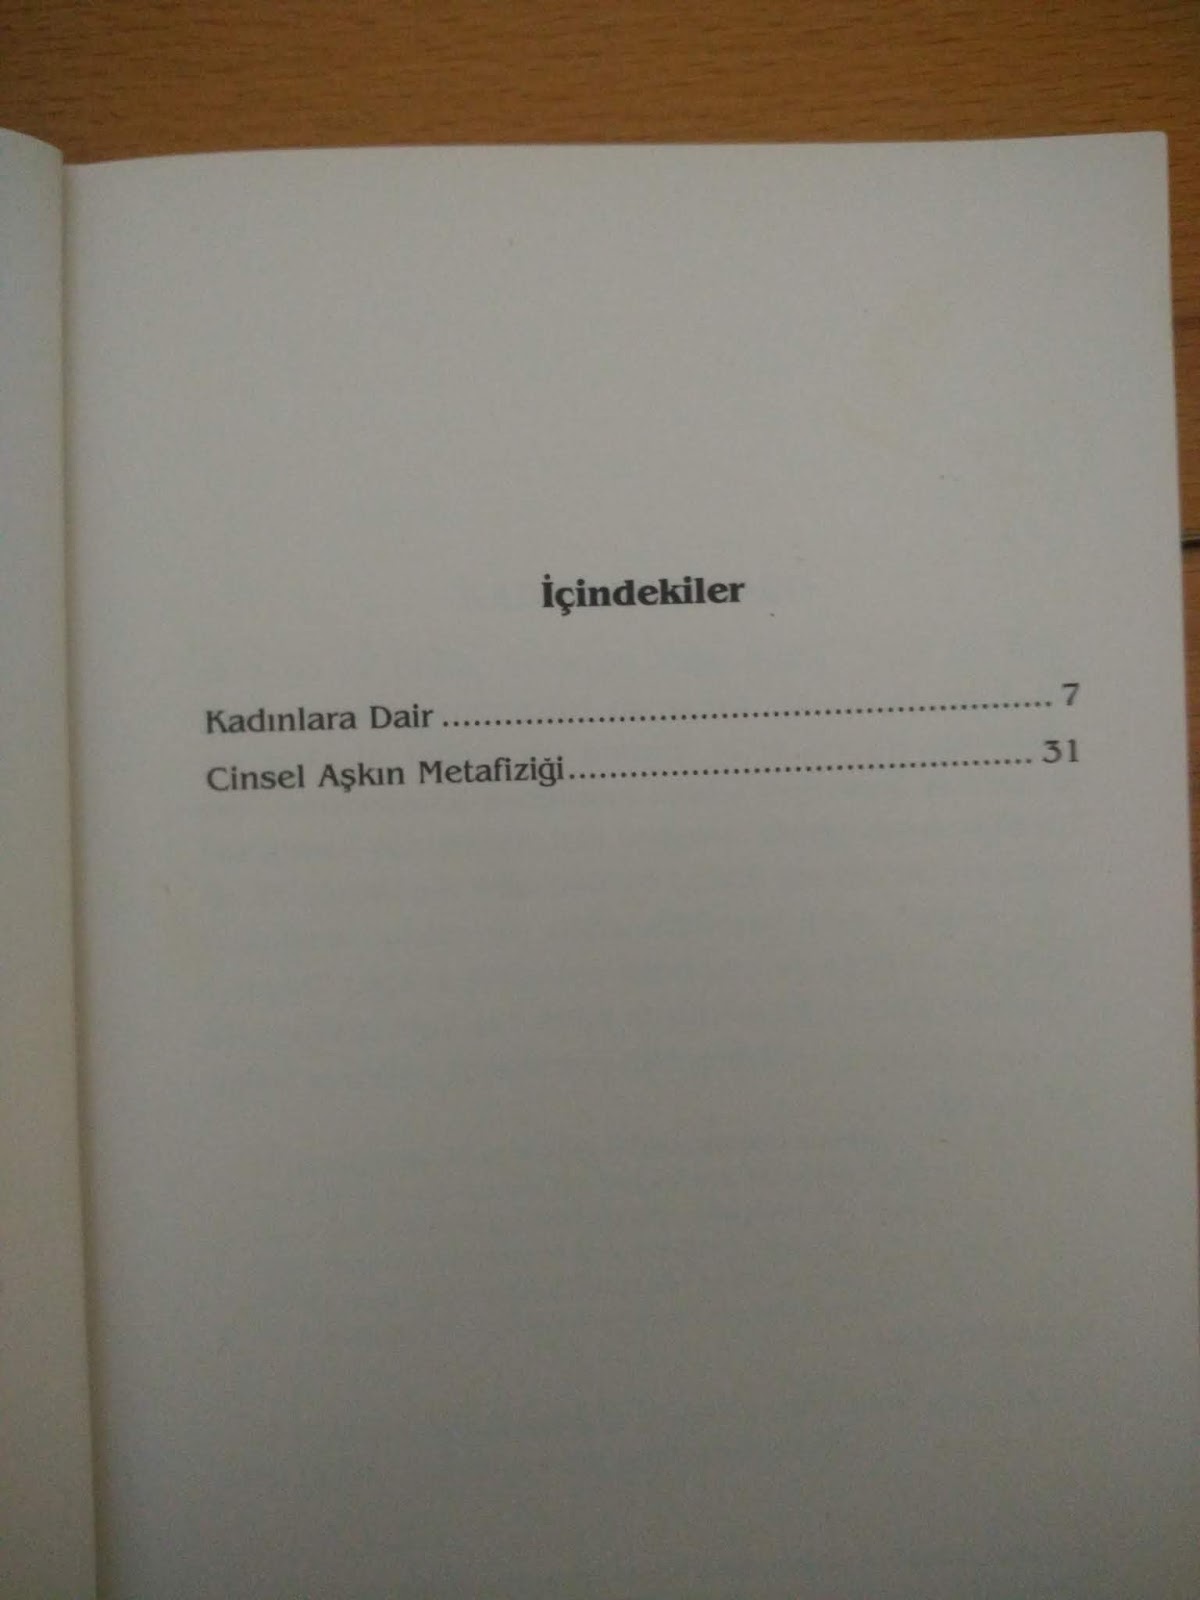 İçindekiler
Kadınlara Dair .......................................................... 7
Cinsel Aşkın Metafiziği............................................ 31